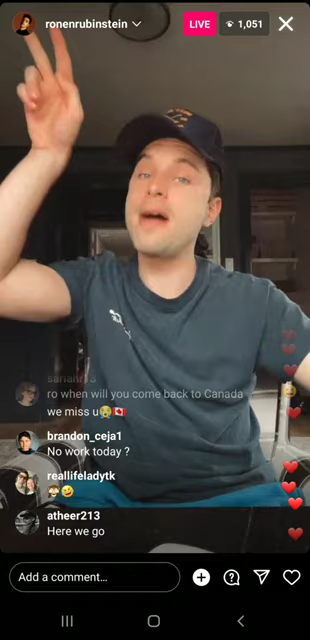 ronenrubinstein
LIVE
1,051
ro when will you come back to Canada
we miss u😭🇨🇦
brandon_ceja1
No work today ?
reallifeladytk
atheer213
Here we go
Add a comment…